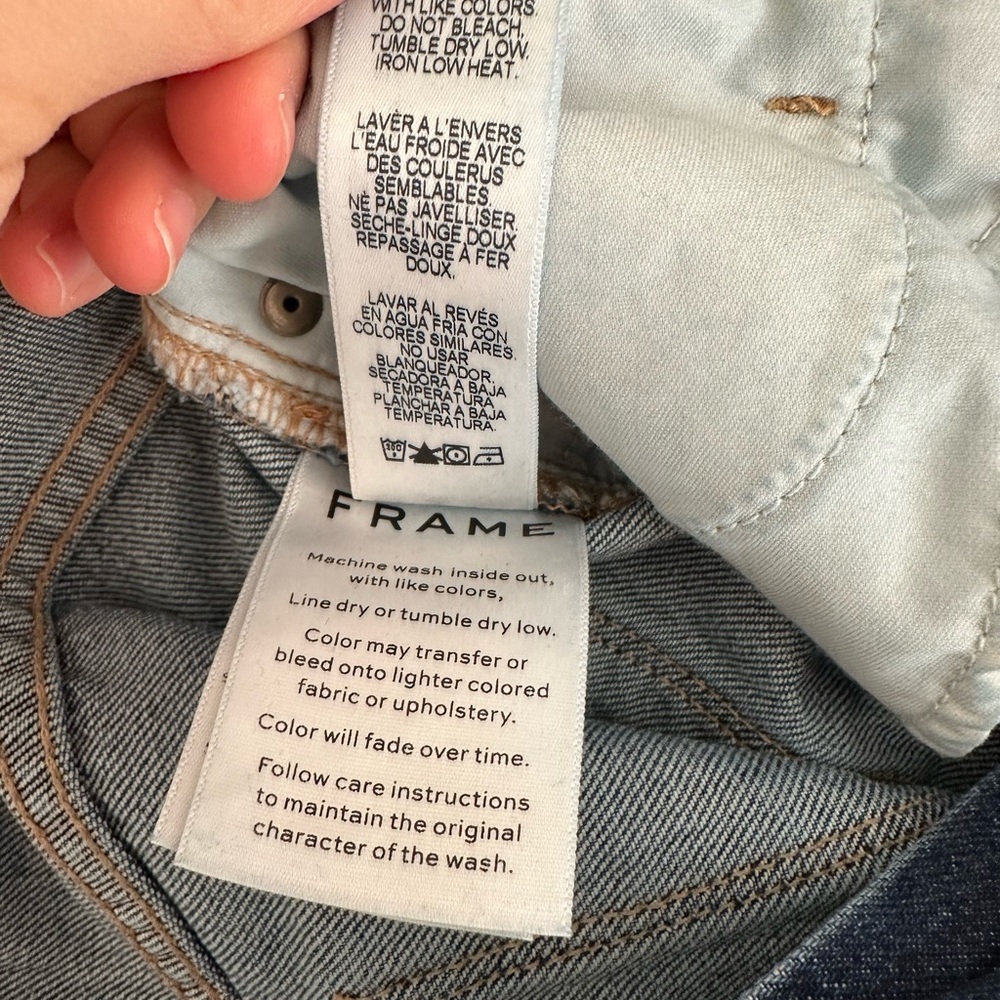 WITH LIKE COLORS.
DO NOT BLEACH.
TUMBLE DRY LOW.
IRON LOW HEAT.
LAVER A L'ENVERS
L'EAU FROIDE AVEC
DES COULERUS
SEMBLABLES.
NE PAS JAVELLISER.
SECHE-LINGE DOUX
REPASSAGE A FER
DOUX.
LAVAR AL REVÉS
EN AGUA FRIA CON
COLORES SIMILARES.
NO USAR
BLANQUEADOR.
SECADORA A BAJA
TEMPERATURA
PLANCHAR A BAJA
TEMPERATURA.
FRAME
Machine wash inside out,
with like colors,
Line dry or tumble dry low.
Color may transfer or
bleed onto lighter colored
fabric or upholstery.
Color will fade over time.
Follow care instructions
to maintain the original
character of the wash.